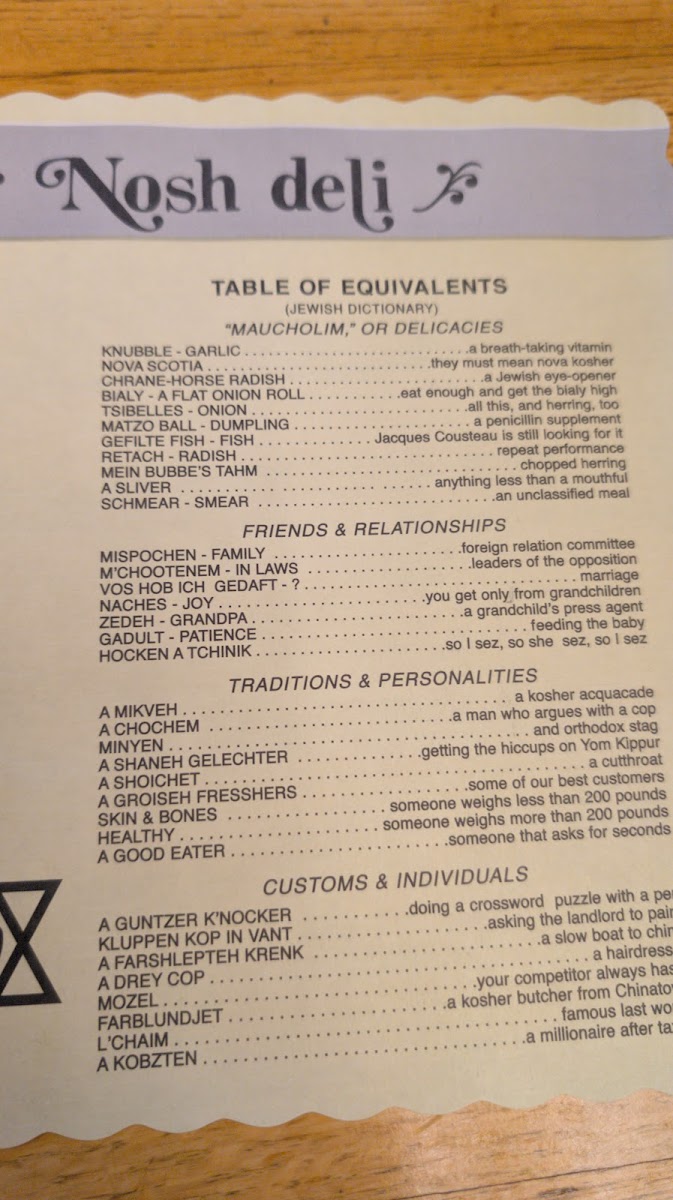 Nosh deli
TABLE OF EQUIVALENTS
(JEWISH DICTIONARY)
"MAUCHOLIM," OR DELICACIES
KNUBBLE - GARLIC . . . . . . . . . . . . . . . . . . . . . . . . . . .a breath-taking vitamin
NOVA SCOTIA . . . . . . . . . . . . . . . . . . . . . . . . . . .they must mean nova kosher
CHRANE-HORSE RADISH . . . . . . . . . . . . . . . . . . . . . . .a Jewish eye-opener
BIALY - A FLAT ONION ROLL . . . . . . . . . . .eat enough and get the bialy high
TSIBELLES - ONION . . . . . . . . . . . . . . . . . . . . . . . . . .all this, and herring, too
MATZO BALL - DUMPLING . . . . . . . . . . . . . . . . . . . . . a penicillin supplement
GEFILTE FISH - FISH . . . . . . . . . . . . . .Jacques Cousteau is still looking for it
RETACH - RADISH . . . . . . . . . . . . . . . . . . . . . . . . . . . . . . . repeat performance
MEIN BUBBE'S TAHM . . . . . . . . . . . . . . . . . . . . . . . . . . . . . . . chopped herring
A SLIVER . . . . . . . . . . . . . . . . . . . . . . . . . . . . anything less than a mouthful
SCHMEAR - SMEAR . . . . . . . . . . . . . . . . . . . . . . . . . . . .an unclassified meal
FRIENDS & RELATIONSHIPS
MISPOCHEN - FAMILY . . . . . . . . . . . . . . . . . . . . . .foreign relation committee
M'CHOOTENEM - IN LAWS . . . . . . . . . . . . . . . . . . . .leaders of the opposition
VOS HOB ICH GEDAFT - ? . . . . . . . . . . . . . . . . . . . . . . . . . . . . . . . . marriage
NACHES - JOY . . . . . . . . . . . . . . . . . . . . . . . . .you get only from grandchildren
ZEDEH - GRANDPA . . . . . . . . . . . . . . . . . . . . . . . . .a grandchild's press agent
GADULT - PATIENCE . . . . . . . . . . . . . . . . . . . . . . . . . . . . . . . feeding the baby
HOCKEN A TCHINIK . . . . . . . . . . . . . . . . . . . . . .so I sez, so she sez, so I sez
TRADITIONS & PERSONALITIES
A MIKVEH . . . . . . . . . . . . . . . . . . . . . . . . . . . . . . . . . . . . . . . a kosher acquacade
A CHOCHEM . . . . . . . . . . . . . . . . . . . . . . . . . . . . .a man who argues with a cop
MINYEN . . . . . . . . . . . . . . . . . . . . . . . . . . . . . . . . . . . . . . . . . and orthodox stag
A SHANEH GELECHTER . . . . . . . . . . . . . .getting the hiccups on Yom Kippur
A SHOICHET . . . . . . . . . . . . . . . . . . . . . . . . . . . . . . . . . . . . . . . . . . . a cutthroat
A GROISEH FRESSHERS . . . . . . . . . . . . . . . . . . .some of our best customers
SKIN & BONES . . . . . . . . . . . . . . . . . . someone weighs less than 200 pounds
HEALTHY . . . . . . . . . . . . . . . . . . . . . . someone weighs more than 200 pounds
A GOOD EATER . . . . . . . . . . . . . . . . . . . . . . . . .someone that asks for seconds
CUSTOMS & INDIVIDUALS
A GUNTZER K'NOCKER . . . . . . . . . .doing a crossword puzzle with a pe
KLUPPEN KOP IN VANT . . . . . . . . . . . . . . . . . . .asking the landlord to pai
A FARSHLEPTEH KRENK . . . . . . . . . . . . . . . . . . . . . .a slow boat to chi
A DREY COP . . . . . . . . . . . . . . . . . . . . . . . . . . . . . . . . . . . . . . . a hairdress
MOZEL . . . . . . . . . . . . . . . . . . . . . . . . . . . . . . . .your competitor always has
FARBLUNDJET . . . . . . . . . . . . . . . . . . . . . .a kosher butcher from Chinato
L'CHAIM . . . . . . . . . . . . . . . . . . . . . . . . . . . . . . . . . . . . . . . famous last wo
A KOBZTEN . . . . . . . . . . . . . . . . . . . . . . . . . . . . . . . .a millionaire after ta